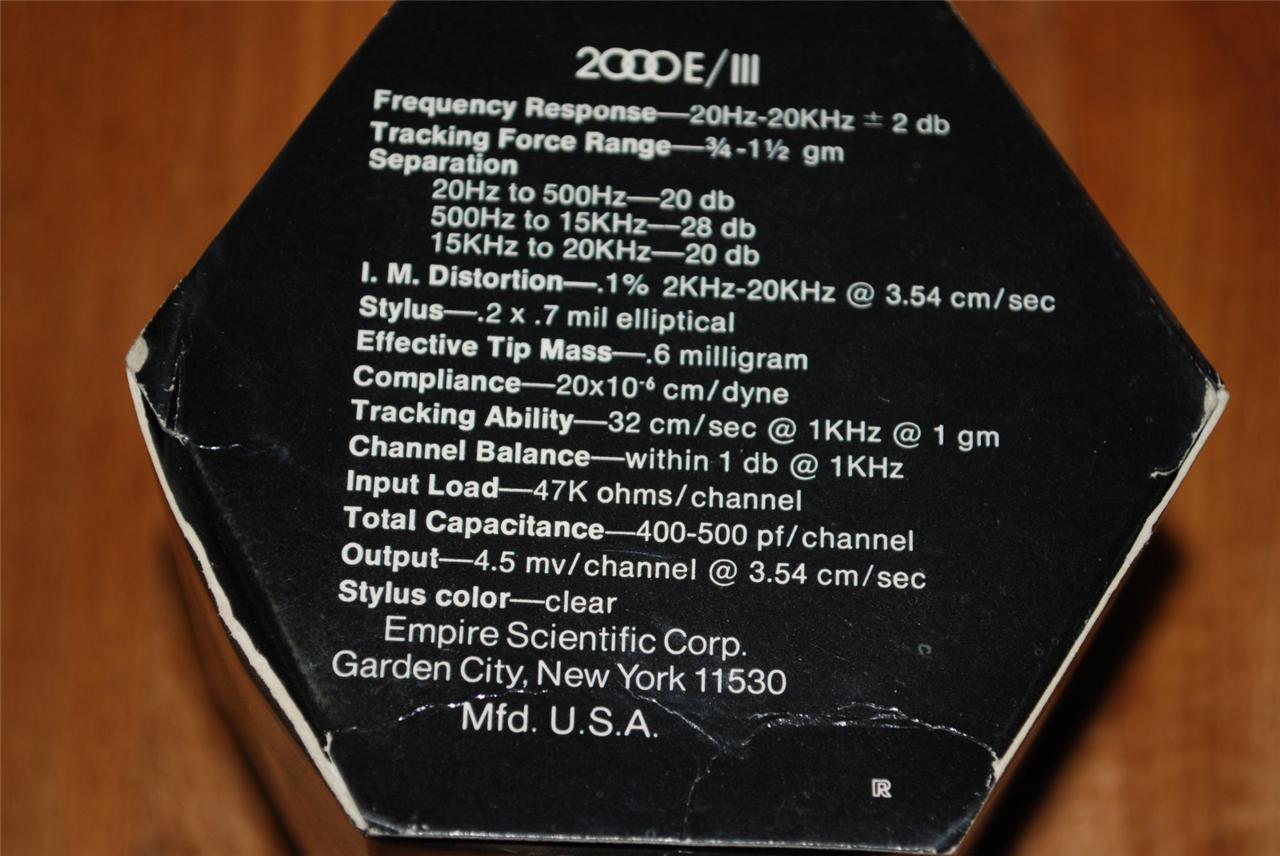 2000E/III
Frequency Response—20Hz-20KHz ± 2 db
Tracking Force Range—¾-1½ gm
Separation
20Hz to 500Hz—20 db
500Hz to 15KHz—28 db
15KHz to 20KHz—20 db
I. M. Distortion—.1% 2KHz-20KHz @ 3.54 cm/sec
Stylus—.2 x .7 mil elliptical
Effective Tip Mass—.6 milligram
Compliance—20x10⁻⁶ cm/dyne
Tracking Ability—32 cm/sec @ 1KHz @ 1 gm
Channel Balance—within 1 db @ 1KHz
Input Load—47K ohms/channel
Total Capacitance—400-500 pf/channel
Output—4.5 mv/channel @ 3.54 cm/sec
Stylus color—clear
Empire Scientific Corp.
Garden City, New York 11530
Mfd. U.S.A.
R